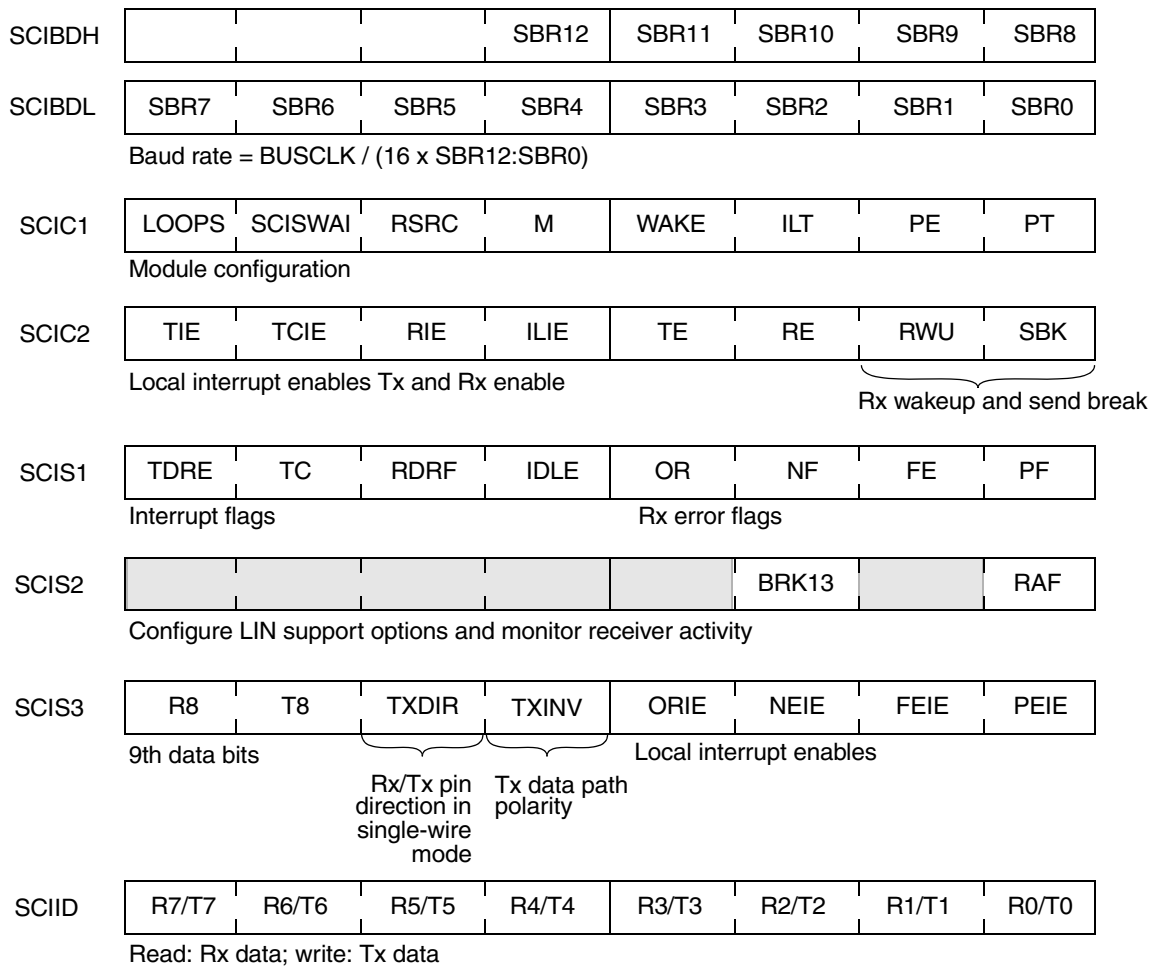 SCIBDH SBR12 SBR11 SBR10 SBR9 SBR8
SCIBDL SBR7 SBR6 SBR5 SBR4 SBR3 SBR2 SBR1 SBR0
Baud rate = BUSCLK / (16 x SBR12:SBR0)
SCIC1 LOOPS SCISWAI RSRC M WAKE ILT PE PT
Module configuration
SCIC2 TIE TCIE RIE ILIE TE RE RWU SBK
Local interrupt enables Tx and Rx enable
Rx wakeup and send break
SCIS1 TDRE TC RDRF IDLE OR NF FE PF
Interrupt flags Rx error flags
SCIS2 BRK13 RAF
Configure LIN support options and monitor receiver activity
SCIS3 R8 T8 TXDIR TXINV ORIE NEIE FEIE PEIE
9th data bits Local interrupt enables
Rx/Tx pin
direction in
single-wire
mode
Tx data path
polarity
SCIID R7/T7 R6/T6 R5/T5 R4/T4 R3/T3 R2/T2 R1/T1 R0/T0
Read: Rx data; write: Tx data